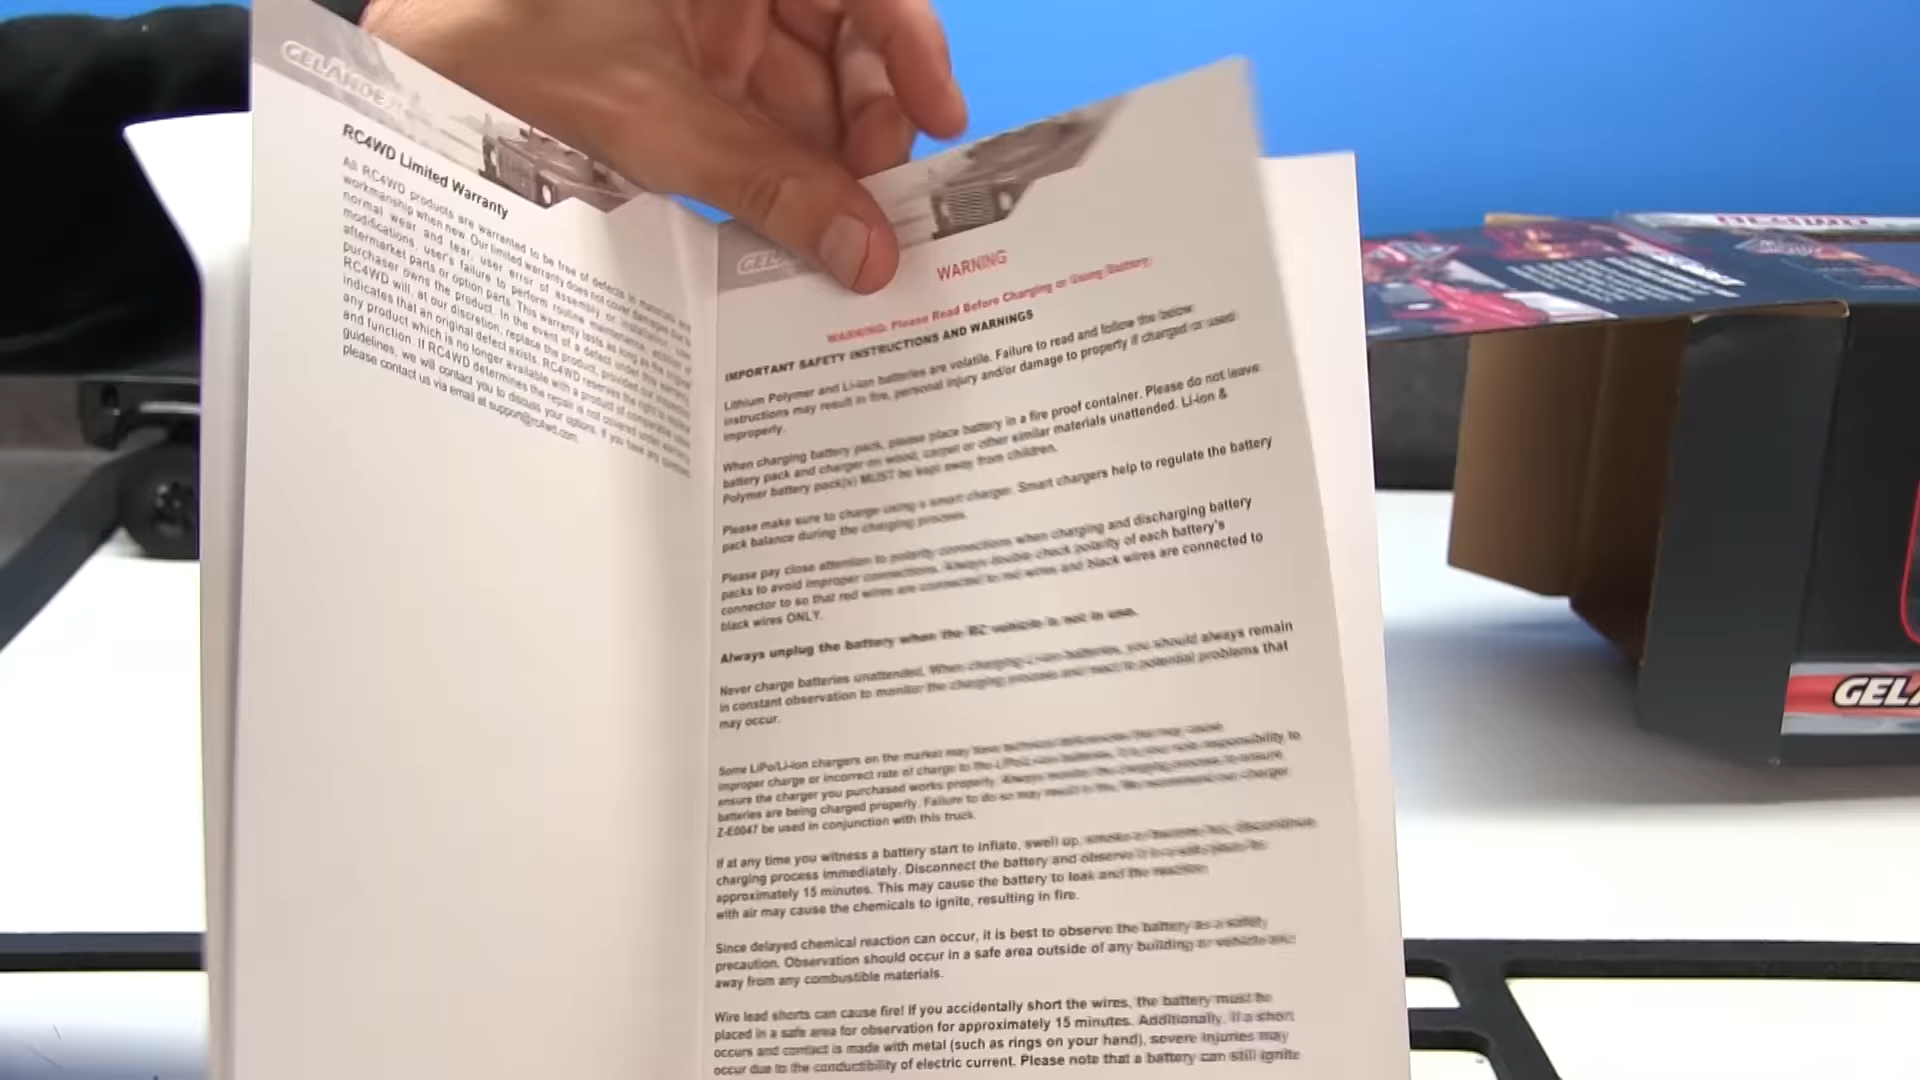 GELÄNDE
RC4WD Limited Warranty
All RC4WD products are warranted to be free of defects in materials and
workmanship when new. Our limited warranty does not cover damages due to
normal wear and tear, user error of assembly or installation, user
modifications, user's failure to perform routine maintenance, addition of
aftermarket parts or option parts. This warranty lasts as long as the original
purchaser owns the product. In the event of a defect under this warranty,
RC4WD will, at our discretion, replace the product, provided our inspection
indicates that an original defect exists. RC4WD reserves the right to replace
any product which is no longer available with a product of comparable value
and function. If RC4WD determines the repair is not covered under warranty
guidelines, we will contact you to discuss your options. If you have any
please contact us via email at support@rc4wd.com.
GEL
WARNING
WARNING: Please Read Before Charging or Using Battery
IMPORTANT SAFETY INSTRUCTIONS AND WARNINGS
Lithium Polymer and Li-ion batteries are volatile. Failure to read and follow the below
instructions may result in fire, personal injury and/or damage to property if charged or used
improperly.
When charging battery pack, please place battery in a fire proof container. Please do not leave
battery pack and charger on wood, carpet or other similar materials unattended. Li-ion &
Polymer battery pack(s) MUST be kept away from children.
Please make sure to charge using a smart charger. Smart chargers help to regulate the battery
pack balance during the charging process.
Please pay close attention to polarity connections when charging and discharging battery
packs to avoid improper connections. Always double check polarity of each battery's
connector to so that red wires are connected to red wires and black wires are connected to
black wires ONLY.
Always unplug the battery when the RC vehicle is not in use.
Never charge batteries unattended. When charging Li-ion batteries, you should always remain
in constant observation to monitor the charging process and react to potential problems that
may occur.
Some LiPo/Li-ion chargers on the market may have technical deficiencies that may cause
improper charge or incorrect rate of charge to the batteries. It is your sole responsibility to
ensure the charger you purchased works properly. Always monitor the charging process to ensure
batteries are being charged properly. Failure to do so may result in fire. We recommend our charger
Z-E0047 be used in conjunction with this truck.
If at any time you witness a battery start to inflate, swell up, smoke or become hot, discontinue
charging process immediately. Disconnect the battery and observe it in a safe place for
approximately 15 minutes. This may cause the battery to leak and the reaction
with air may cause the chemicals to ignite, resulting in fire.
Since delayed chemical reaction can occur, it is best to observe the battery as a safety
precaution. Observation should occur in a safe area outside of any building or vehicle and
away from any combustible materials.
Wire lead shorts can cause fire! If you accidentally short the wires, the battery must be
placed in a safe area for observation for approximately 15 minutes. Additionally, if a short
occurs and contact is made with metal (such as rings on your hand), severe injuries may
occur due to the conductibility of electric current. Please note that a battery can still ignite
GEL